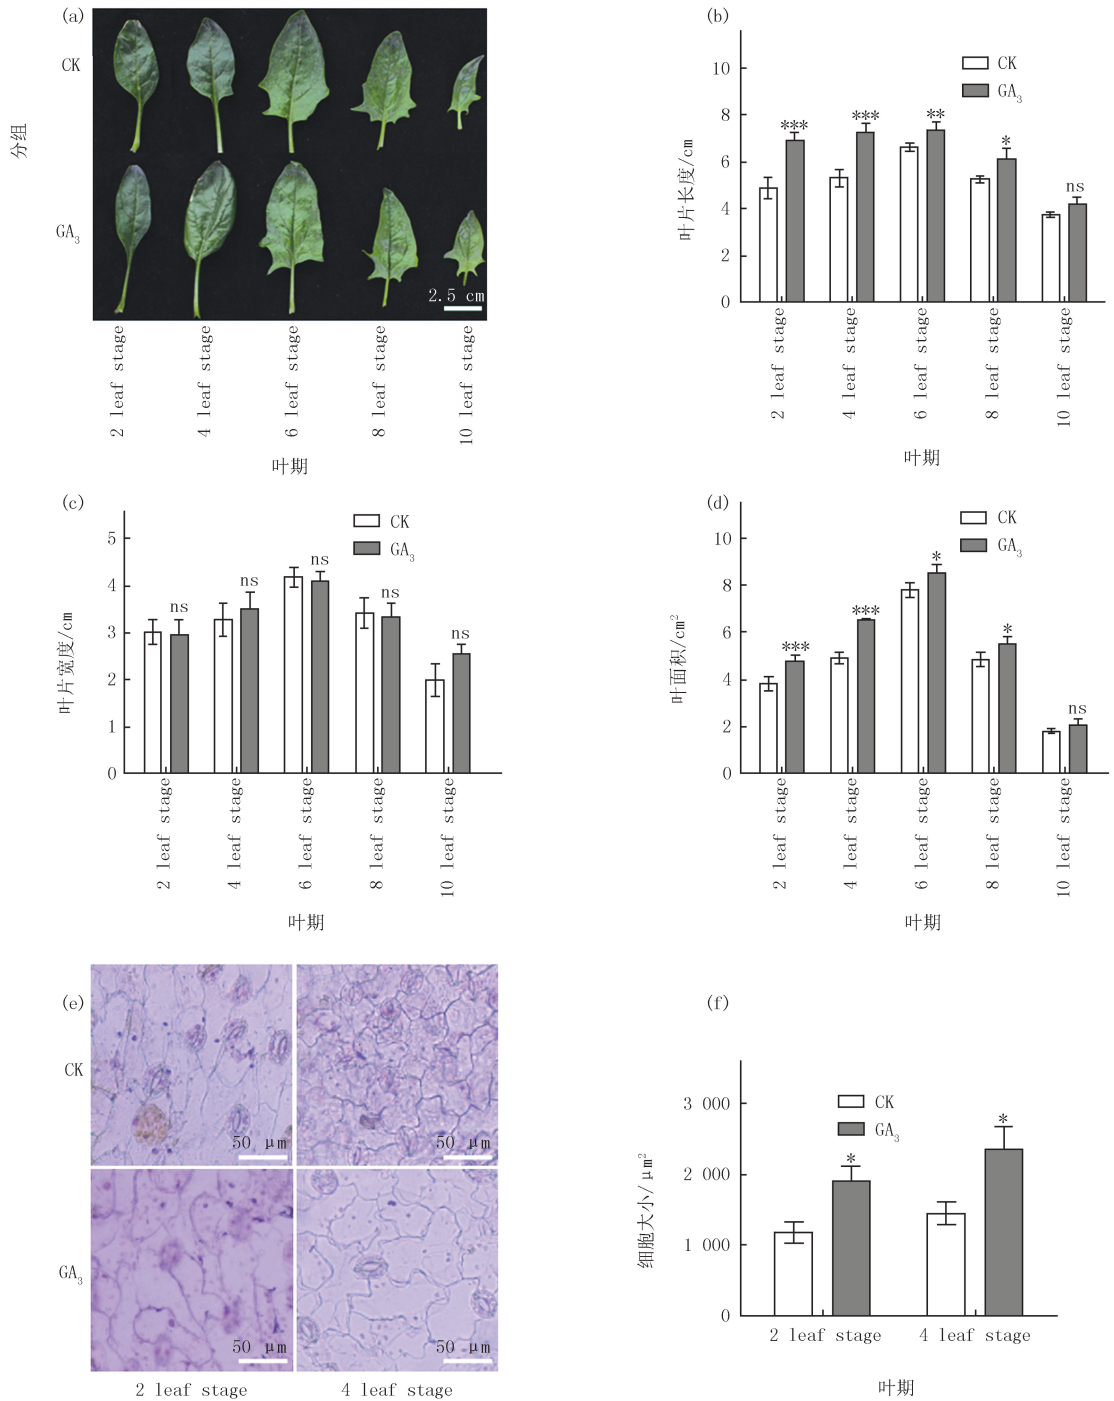 (a)
CK
GA3
分组
2.5 cm
2 leaf stage
4 leaf stage
6 leaf stage
8 leaf stage
10 leaf stage
叶期
(b)
叶片长度/cm
10
8
6
4
2
0
CK
GA3
***
***
**
*
ns
2 leaf stage
4 leaf stage
6 leaf stage
8 leaf stage
10 leaf stage
叶期
(c)
叶片宽度/cm
5
4
3
2
1
0
CK
GA3
ns
ns
ns
ns
ns
2 leaf stage
4 leaf stage
6 leaf stage
8 leaf stage
10 leaf stage
叶期
(d)
叶面积/cm²
10
8
6
4
2
0
CK
GA3
***
***
*
*
ns
2 leaf stage
4 leaf stage
6 leaf stage
8 leaf stage
10 leaf stage
叶期
(e)
CK
50 μm
50 μm
GA3
50 μm
50 μm
2 leaf stage
4 leaf stage
(f)
细胞大小/μm²
3 000
2 000
1 000
0
CK
GA3
*
*
2 leaf stage
4 leaf stage
叶期